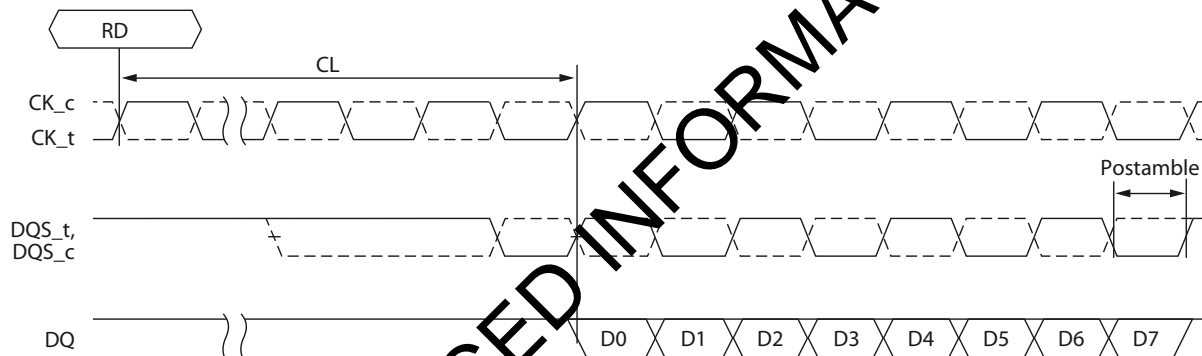 RD
CL
CK_c
CK_t
Postamble
DQS_t,
DQS_c
DQ
D0 D1 D2 D3 D4 D5 D6 D7